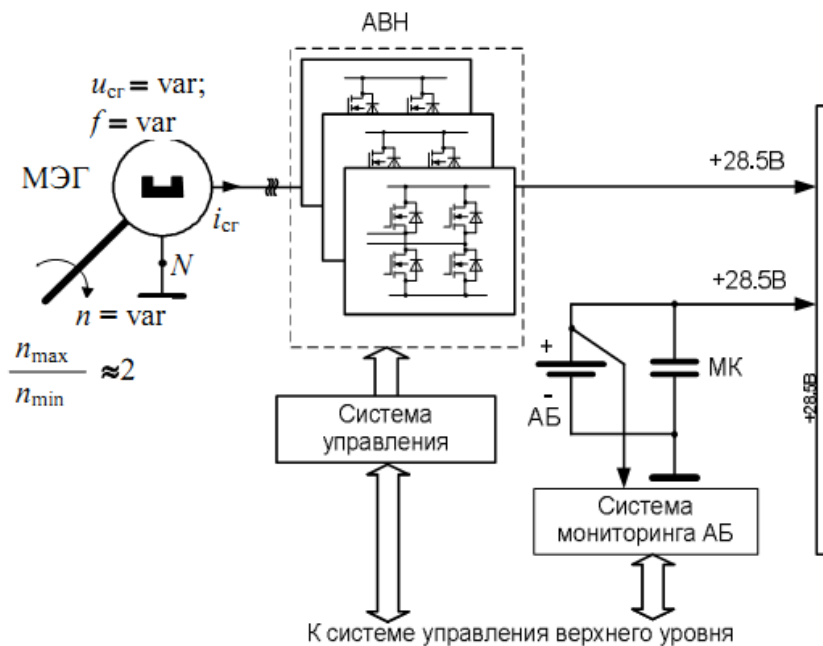 АВН
u_сг = var;
f = var
МЭГ
i_сг
N
n = var
n_max
n_min
≈2
+28.5В
+28.5В
+
-
АБ
МК
+28.5В
Система
управления
Система
мониторинга АБ
К системе управления верхнего уровня